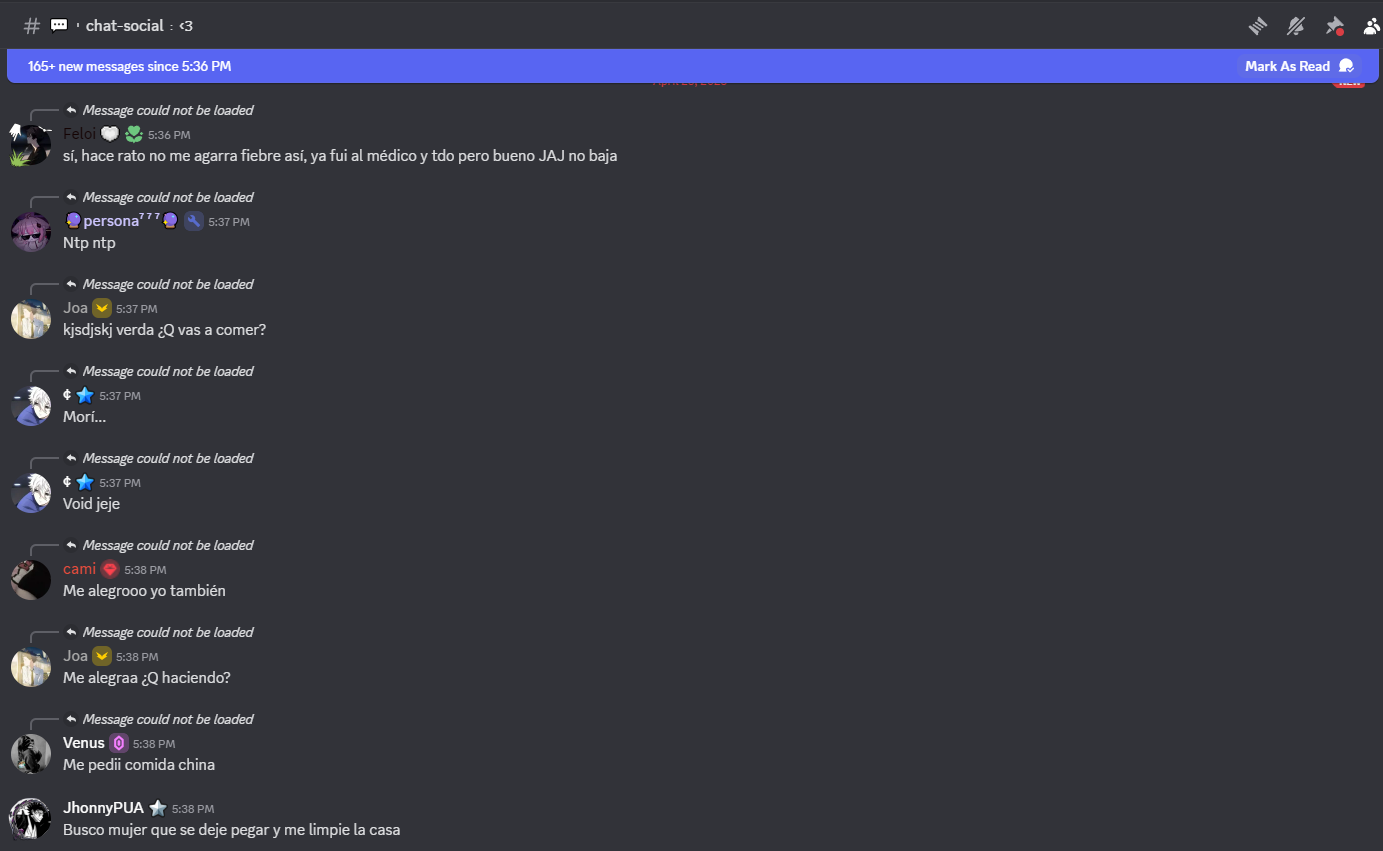 # 💬 ' chat-social : <3
165+ new messages since 5:36 PM
Mark As Read
Message could not be loaded
Feloi 5:36 PM
sí, hace rato no me agarra fiebre así, ya fui al médico y tdo pero bueno JAJ no baja
Message could not be loaded
🔮persona⁷⁷⁷🔮 5:37 PM
Ntp ntp
Message could not be loaded
Joa 5:37 PM
kjsdjskj verda ¿Q vas a comer?
Message could not be loaded
¢ 5:37 PM
Morí...
Message could not be loaded
¢ 5:37 PM
Void jeje
Message could not be loaded
cami 5:38 PM
Me alegrooo yo también
Message could not be loaded
Joa 5:38 PM
Me alegraa ¿Q haciendo?
Message could not be loaded
Venus 5:38 PM
Me pedii comida china
JhonnyPUA 5:38 PM
Busco mujer que se deje pegar y me limpie la casa